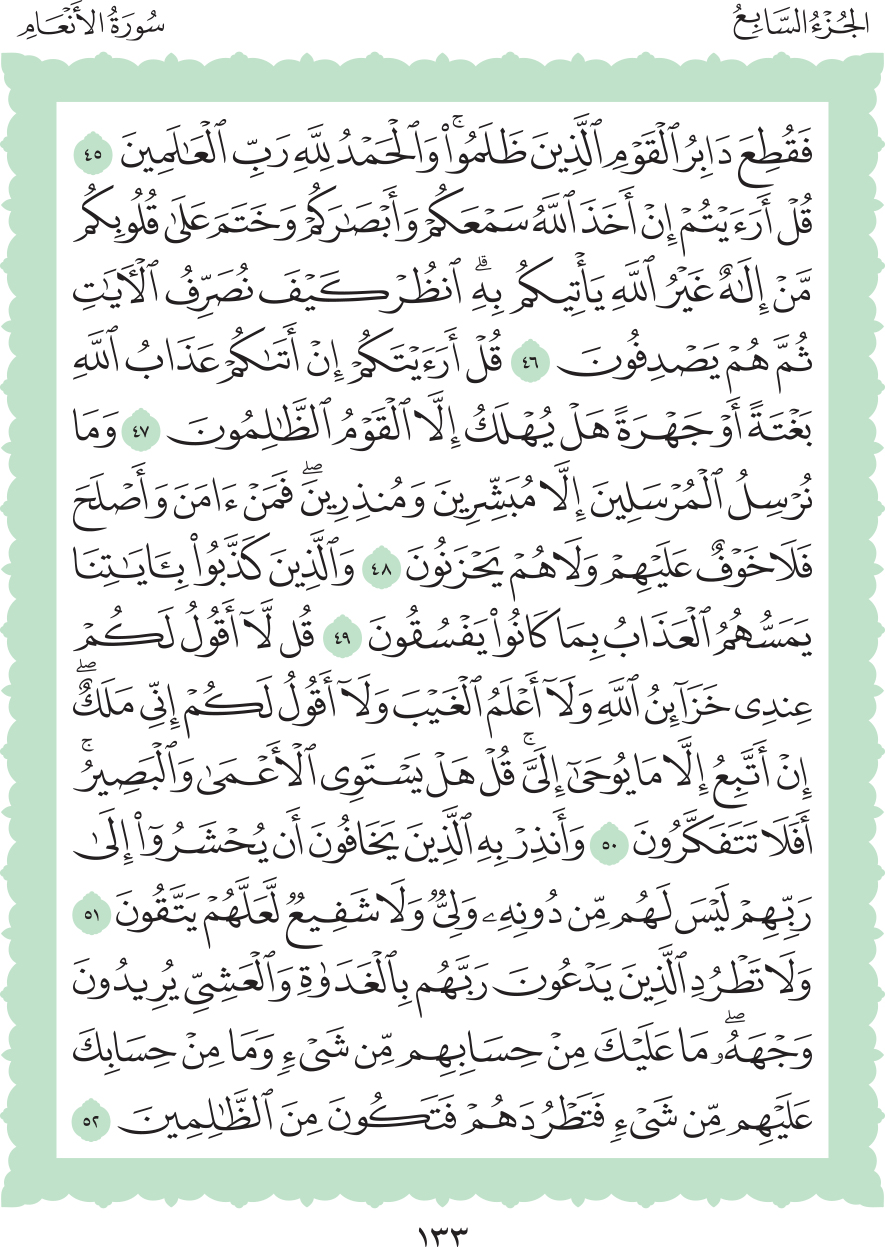 الجُزْءُ السَّابِعُ
سُورَةُ الأَنْعَامِ
فَقُطِعَ دَابِرُ ٱلْقَوْمِ ٱلَّذِينَ ظَلَمُوا۟ۚ وَٱلْحَمْدُ لِلَّهِ رَبِّ ٱلْعَـٰلَمِينَ ٤٥
قُلْ أَرَءَيْتُمْ إِنْ أَخَذَ ٱللَّهُ سَمْعَكُمْ وَأَبْصَـٰرَكُمْ وَخَتَمَ عَلَىٰ قُلُوبِكُم
مَّنْ إِلَـٰهٌ غَيْرُ ٱللَّهِ يَأْتِيكُم بِهِۗ ٱنظُرْ كَيْفَ نُصَرِّفُ ٱلْـَٔايَـٰتِ
ثُمَّ هُمْ يَصْدِفُونَ ٤٦ قُلْ أَرَءَيْتَكُمْ إِنْ أَتَىٰكُمْ عَذَابُ ٱللَّهِ
بَغْتَةً أَوْ جَهْرَةً هَلْ يُهْلَكُ إِلَّا ٱلْقَوْمُ ٱلظَّـٰلِمُونَ ٤٧ وَمَا
نُرْسِلُ ٱلْمُرْسَلِينَ إِلَّا مُبَشِّرِينَ وَمُنذِرِينَۖ فَمَنْ ءَامَنَ وَأَصْلَحَ
فَلَا خَوْفٌ عَلَيْهِمْ وَلَا هُمْ يَحْزَنُونَ ٤٨ وَٱلَّذِينَ كَذَّبُوا۟ بِـَٔايَـٰتِنَا
يَمَسُّهُمُ ٱلْعَذَابُ بِمَا كَانُوا۟ يَفْسُقُونَ ٤٩ قُل لَّآ أَقُولُ لَكُمْ
عِندِى خَزَآئِنُ ٱللَّهِ وَلَآ أَعْلَمُ ٱلْغَيْبَ وَلَآ أَقُولُ لَكُمْ إِنِّى مَلَكٌۖ
إِنْ أَتَّبِعُ إِلَّا مَا يُوحَىٰٓ إِلَىَّۚ قُلْ هَلْ يَسْتَوِى ٱلْأَعْمَىٰ وَٱلْبَصِيرُۚ
أَفَلَا تَتَفَكَّرُونَ ٥٠ وَأَنذِرْ بِهِ ٱلَّذِينَ يَخَافُونَ أَن يُحْشَرُوٓا۟ إِلَىٰ
رَبِّهِمْ لَيْسَ لَهُم مِّن دُونِهِۦ وَلِىٌّ وَلَا شَفِيعٌ لَّعَلَّهُمْ يَتَّقُونَ ٥١
وَلَا تَطْرُدِ ٱلَّذِينَ يَدْعُونَ رَبَّهُم بِٱلْغَدَوٰةِ وَٱلْعَشِىِّ يُرِيدُونَ
وَجْهَهُۥۖ مَا عَلَيْكَ مِنْ حِسَابِهِم مِّن شَىْءٍ وَمَا مِنْ حِسَابِكَ
عَلَيْهِم مِّن شَىْءٍ فَتَطْرُدَهُمْ فَتَكُونَ مِنَ ٱلظَّـٰلِمِينَ ٥٢
١٣٣